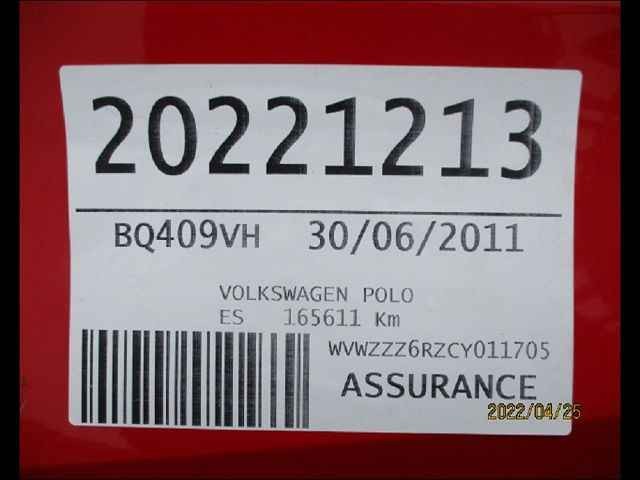 20221213
BQ409VH 30/06/2011
VOLKSWAGEN POLO
ES 165611 Km
WVWZZZ6RZCY011705
ASSURANCE
2022/04/25